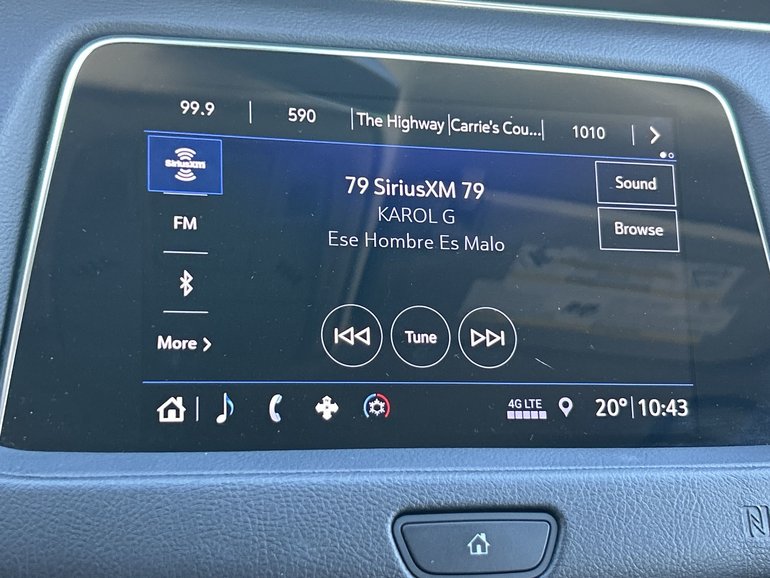 99.9 | 590 | The Highway | Carrie's Cou... | 1010 | >
SiriusXM
79 SiriusXM 79
Sound
KAROL G
FM
Browse
Ese Hombre Es Malo
More >
Tune
4G LTE
20° | 10:43
N